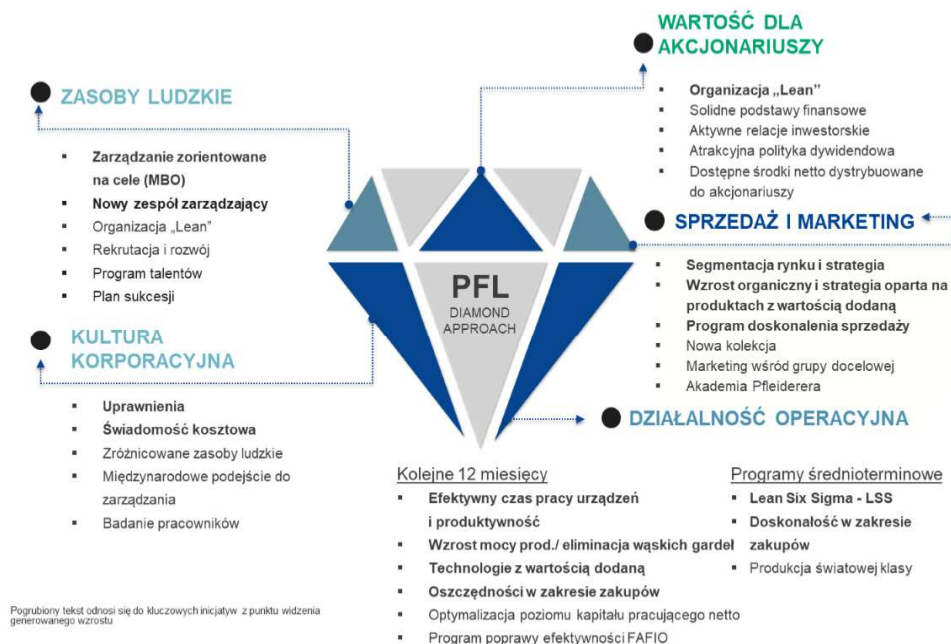 WARTOŚĆ DLA
AKCJONARIUSZY
Organizacja „Lean”
Solidne podstawy finansowe
Aktywne relacje inwestorskie
Atrakcyjna polityka dywidendowa
Dostępne środki netto dystrybuowane
do akcjonariuszy
ZASOBY LUDZKIE
Zarządzanie zorientowane
na cele (MBO)
Nowy zespół zarządzający
Organizacja „Lean”
Rekrutacja i rozwój
Program talentów
Plan sukcesji
SPRZEDAŻ I MARKETING
Segmentacja rynku i strategia
Wzrost organiczny i strategia oparta na
produktach z wartością dodaną
Program doskonalenia sprzedaży
Nowa kolekcja
Marketing wśród grupy docelowej
Akademia Pfleiderera
PFL
DIAMOND
APPROACH
KULTURA
KORPORACYJNA
Uprawnienia
Świadomość kosztowa
Zróżnicowane zasoby ludzkie
Międzynarodowe podejście do
zarządzania
Badanie pracowników
DZIAŁALNOŚĆ OPERACYJNA
Kolejne 12 miesięcy
Efektywny czas pracy urządzeń
i produktywność
Wzrost mocy prod./ eliminacja wąskich gardeł
Technologie z wartością dodaną
Oszczędności w zakresie zakupów
Optymalizacja poziomu kapitału pracującego netto
Program poprawy efektywności FAFIO
Programy średnioterminowe
Lean Six Sigma - LSS
Doskonałość w zakresie
zakupów
Produkcja światowej klasy
Pogrubiony tekst odnosi się do kluczowych inicjatyw z punktu widzenia
generowanego wzrostu